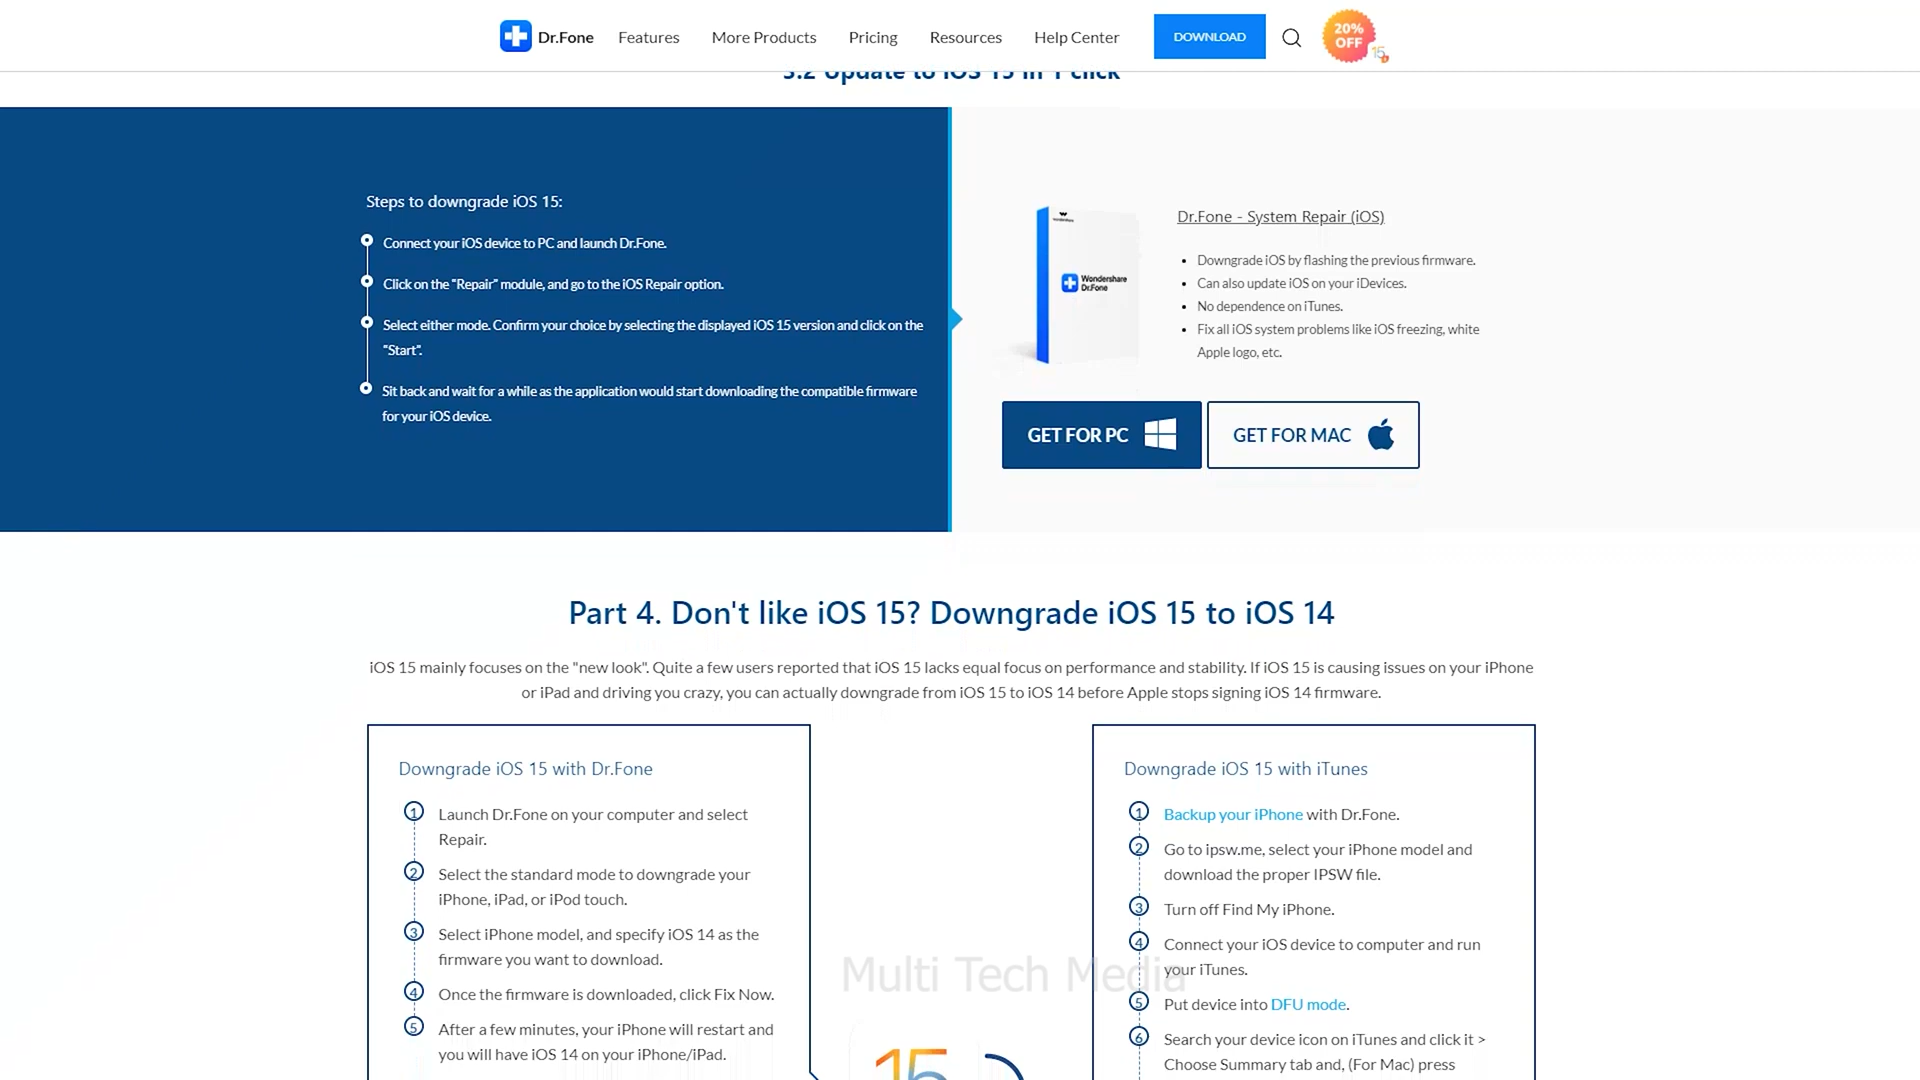 Dr.Fone Features More Products Pricing Resources Help Center DOWNLOAD 20% OFF 15
3.2 Update to iOS 15 in 1 click
Steps to downgrade iOS 15:
Connect your iOS device to PC and launch Dr.Fone.
Click on the “Repair” module, and go to the iOS Repair option.
Select either mode. Confirm your choice by selecting the displayed iOS 15 version and click on the
“Start”.
Sit back and wait for a while as the application would start downloading the compatible firmware
for your iOS device.
Wondershare
Dr.Fone
Dr.Fone - System Repair (iOS)
Downgrade iOS by flashing the previous firmware.
Can also update iOS on your iDevices.
No dependence on iTunes.
Fix all iOS system problems like iOS freezing, white
Apple logo, etc.
GET FOR PC
GET FOR MAC
Part 4. Don't like iOS 15? Downgrade iOS 15 to iOS 14
iOS 15 mainly focuses on the "new look". Quite a few users reported that iOS 15 lacks equal focus on performance and stability. If iOS 15 is causing issues on your iPhone
or iPad and driving you crazy, you can actually downgrade from iOS 15 to iOS 14 before Apple stops signing iOS 14 firmware.
Downgrade iOS 15 with Dr.Fone
1 Launch Dr.Fone on your computer and select
Repair.
2 Select the standard mode to downgrade your
iPhone, iPad, or iPod touch.
3 Select iPhone model, and specify iOS 14 as the
firmware you want to download.
4 Once the firmware is downloaded, click Fix Now.
5 After a few minutes, your iPhone will restart and
you will have iOS 14 on your iPhone/iPad.
15
Downgrade iOS 15 with iTunes
1 Backup your iPhone with Dr.Fone.
2 Go to ipsw.me, select your iPhone model and
download the proper IPSW file.
3 Turn off Find My iPhone.
4 Connect your iOS device to computer and run
your iTunes.
5 Put device into DFU mode.
6 Search your device icon on iTunes and click it >
Choose Summary tab and, (For Mac) press
Multi Tech Media